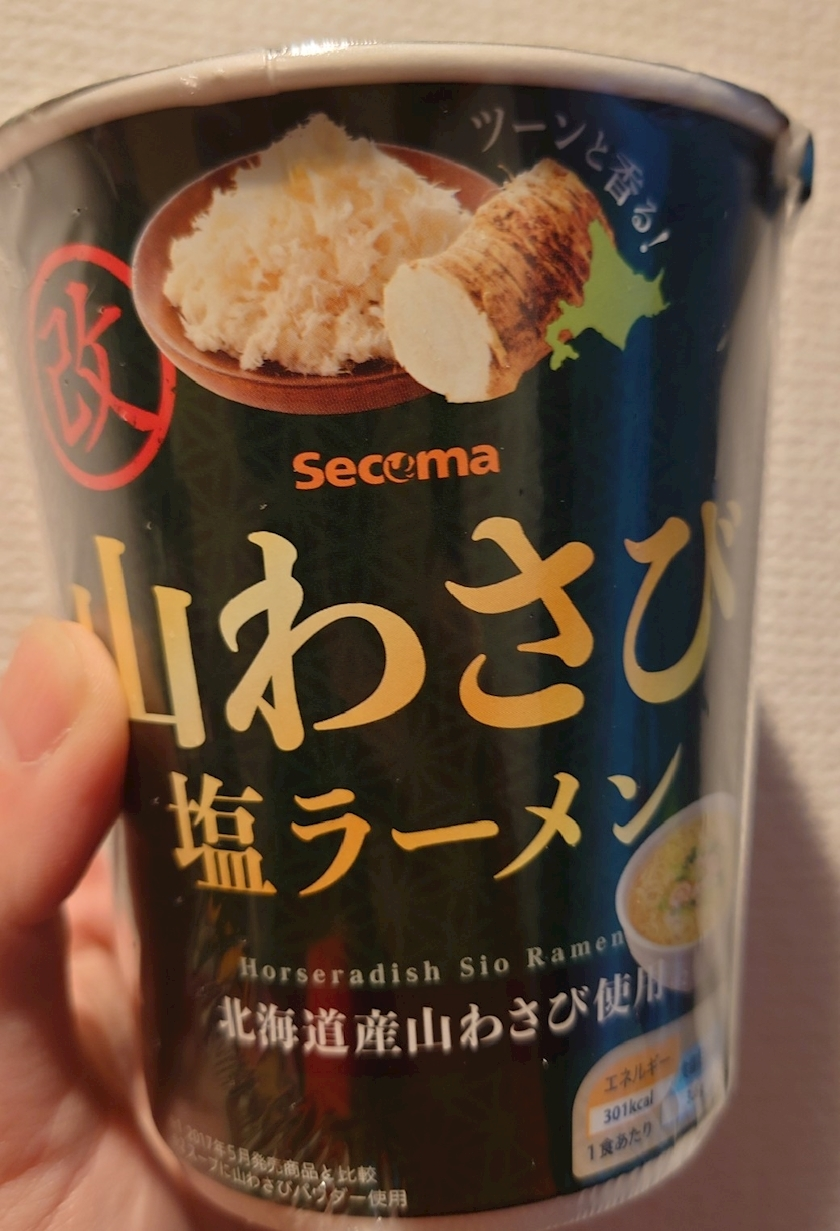 ツーンと香る!
改
Secoma
山わさび
塩ラーメン
Horseradish Sio Ramen
北海道産山わさび使用
エネルギー
301kcal
1食あたり
2017年5月発売商品と比較
スープに山わさびパウダー使用